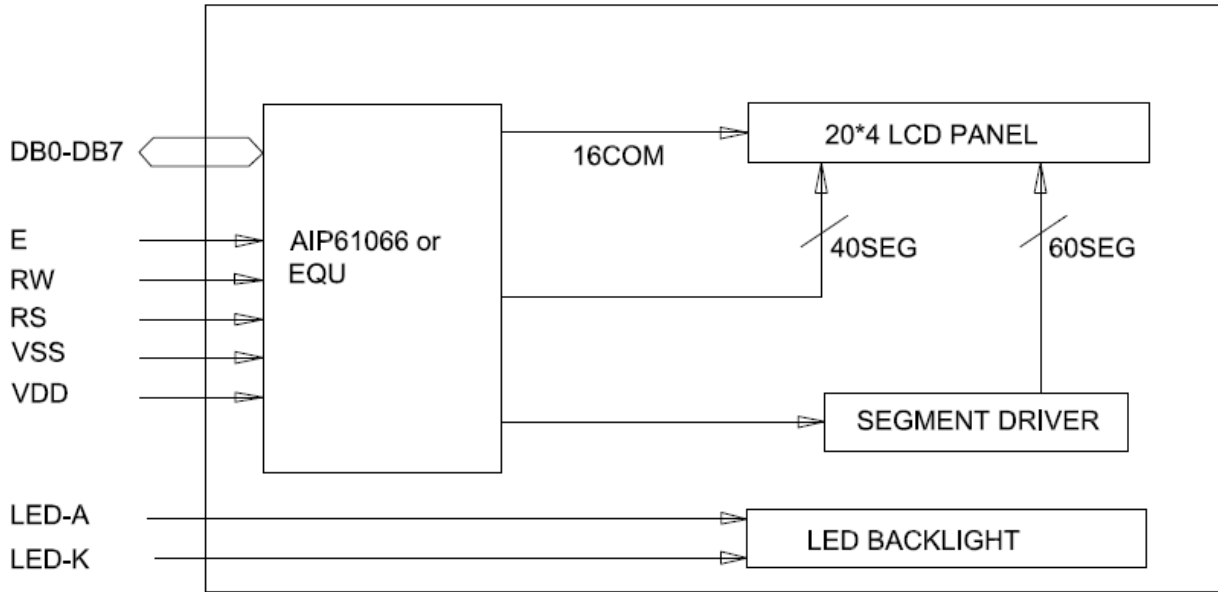 DB0-DB7
E
RW
RS
VSS
VDD
LED-A
LED-K
AIP61066 or
EQU
16COM
20*4 LCD PANEL
40SEG
60SEG
SEGMENT DRIVER
LED BACKLIGHT